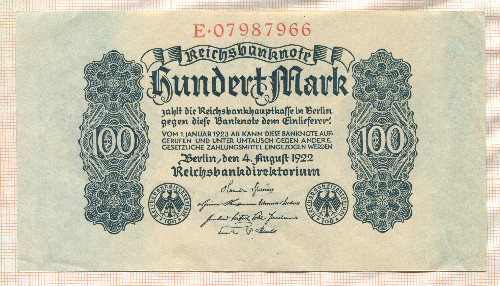 E·07987966
Reichsbanknote
Hundert Mark
zahlt die Reichsbankhauptkasse in Berlin
gegen diese Banknote dem Einlieferer.
VOM 1. JANUAR 1923 AB KANN DIESE BANKNOTE AUF-
GERUFEN UND UNTER UMTAUSCH GEGEN ANDERE
GESETZLICHE ZAHLUNGSMITTEL EINGEZOGEN WERDEN
100 100
Berlin, den 4. August 1922
Reichsbankdirektorium